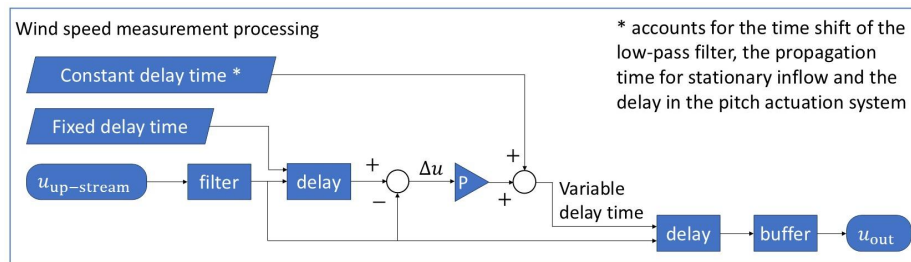 Wind speed measurement processing
* accounts for the time shift of the
low-pass filter, the propagation
time for stationary inflow and the
delay in the pitch actuation system
Constant delay time *
Fixed delay time
u_up−stream
filter
delay
+
−
Δu
P
+
+
Variable
delay time
delay
buffer
u_out